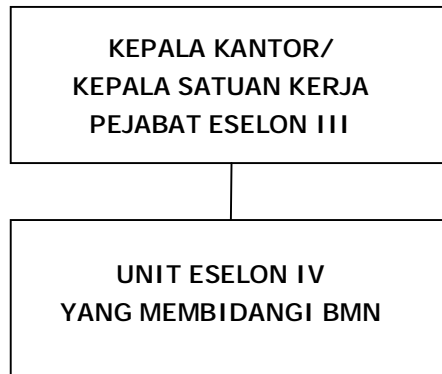 KEPALA KANTOR/
KEPALA SATUAN KERJA
PEJABAT ESELON III
UNIT ESELON IV
YANG MEMBIDANGI BMN